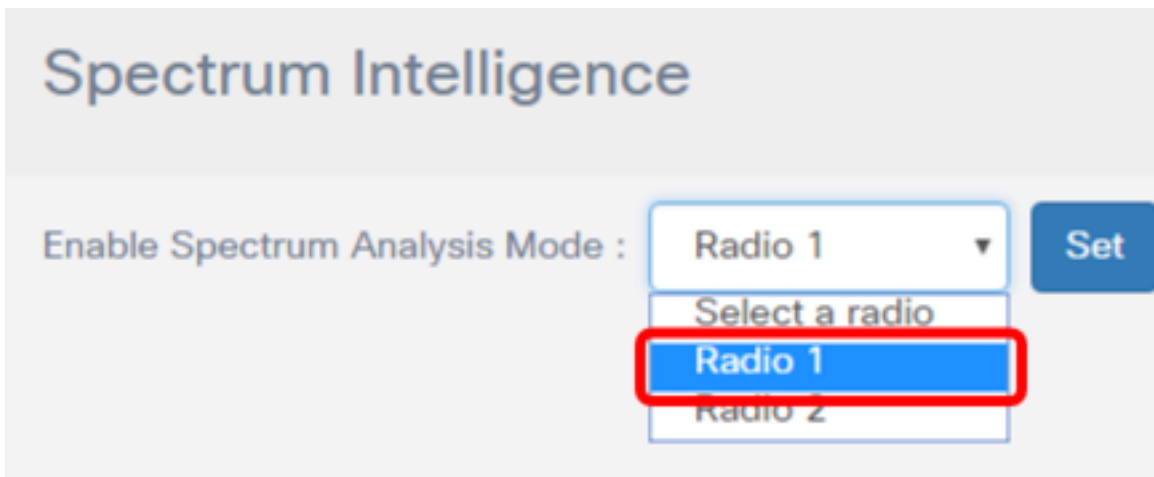 Spectrum Intelligence
Enable Spectrum Analysis Mode : Radio 1 Set
Select a radio
Radio 1
Radio 2